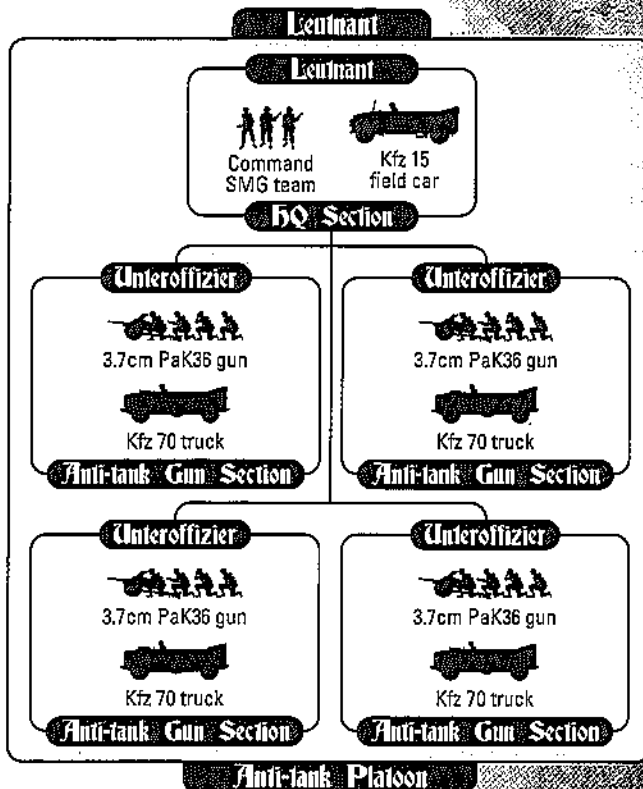 Leutnant
Leutnant
Command
SMG team
Kfz 15
field car
HQ Section
Unteroffizier
3.7cm PaK36 gun
Kfz 70 truck
Anti-tank Gun Section
Unteroffizier
3.7cm PaK36 gun
Kfz 70 truck
Anti-tank Gun Section
Unteroffizier
3.7cm PaK36 gun
Kfz 70 truck
Anti-tank Gun Section
Unteroffizier
3.7cm PaK36 gun
Kfz 70 truck
Anti-tank Gun Section
Anti-tank Platoon